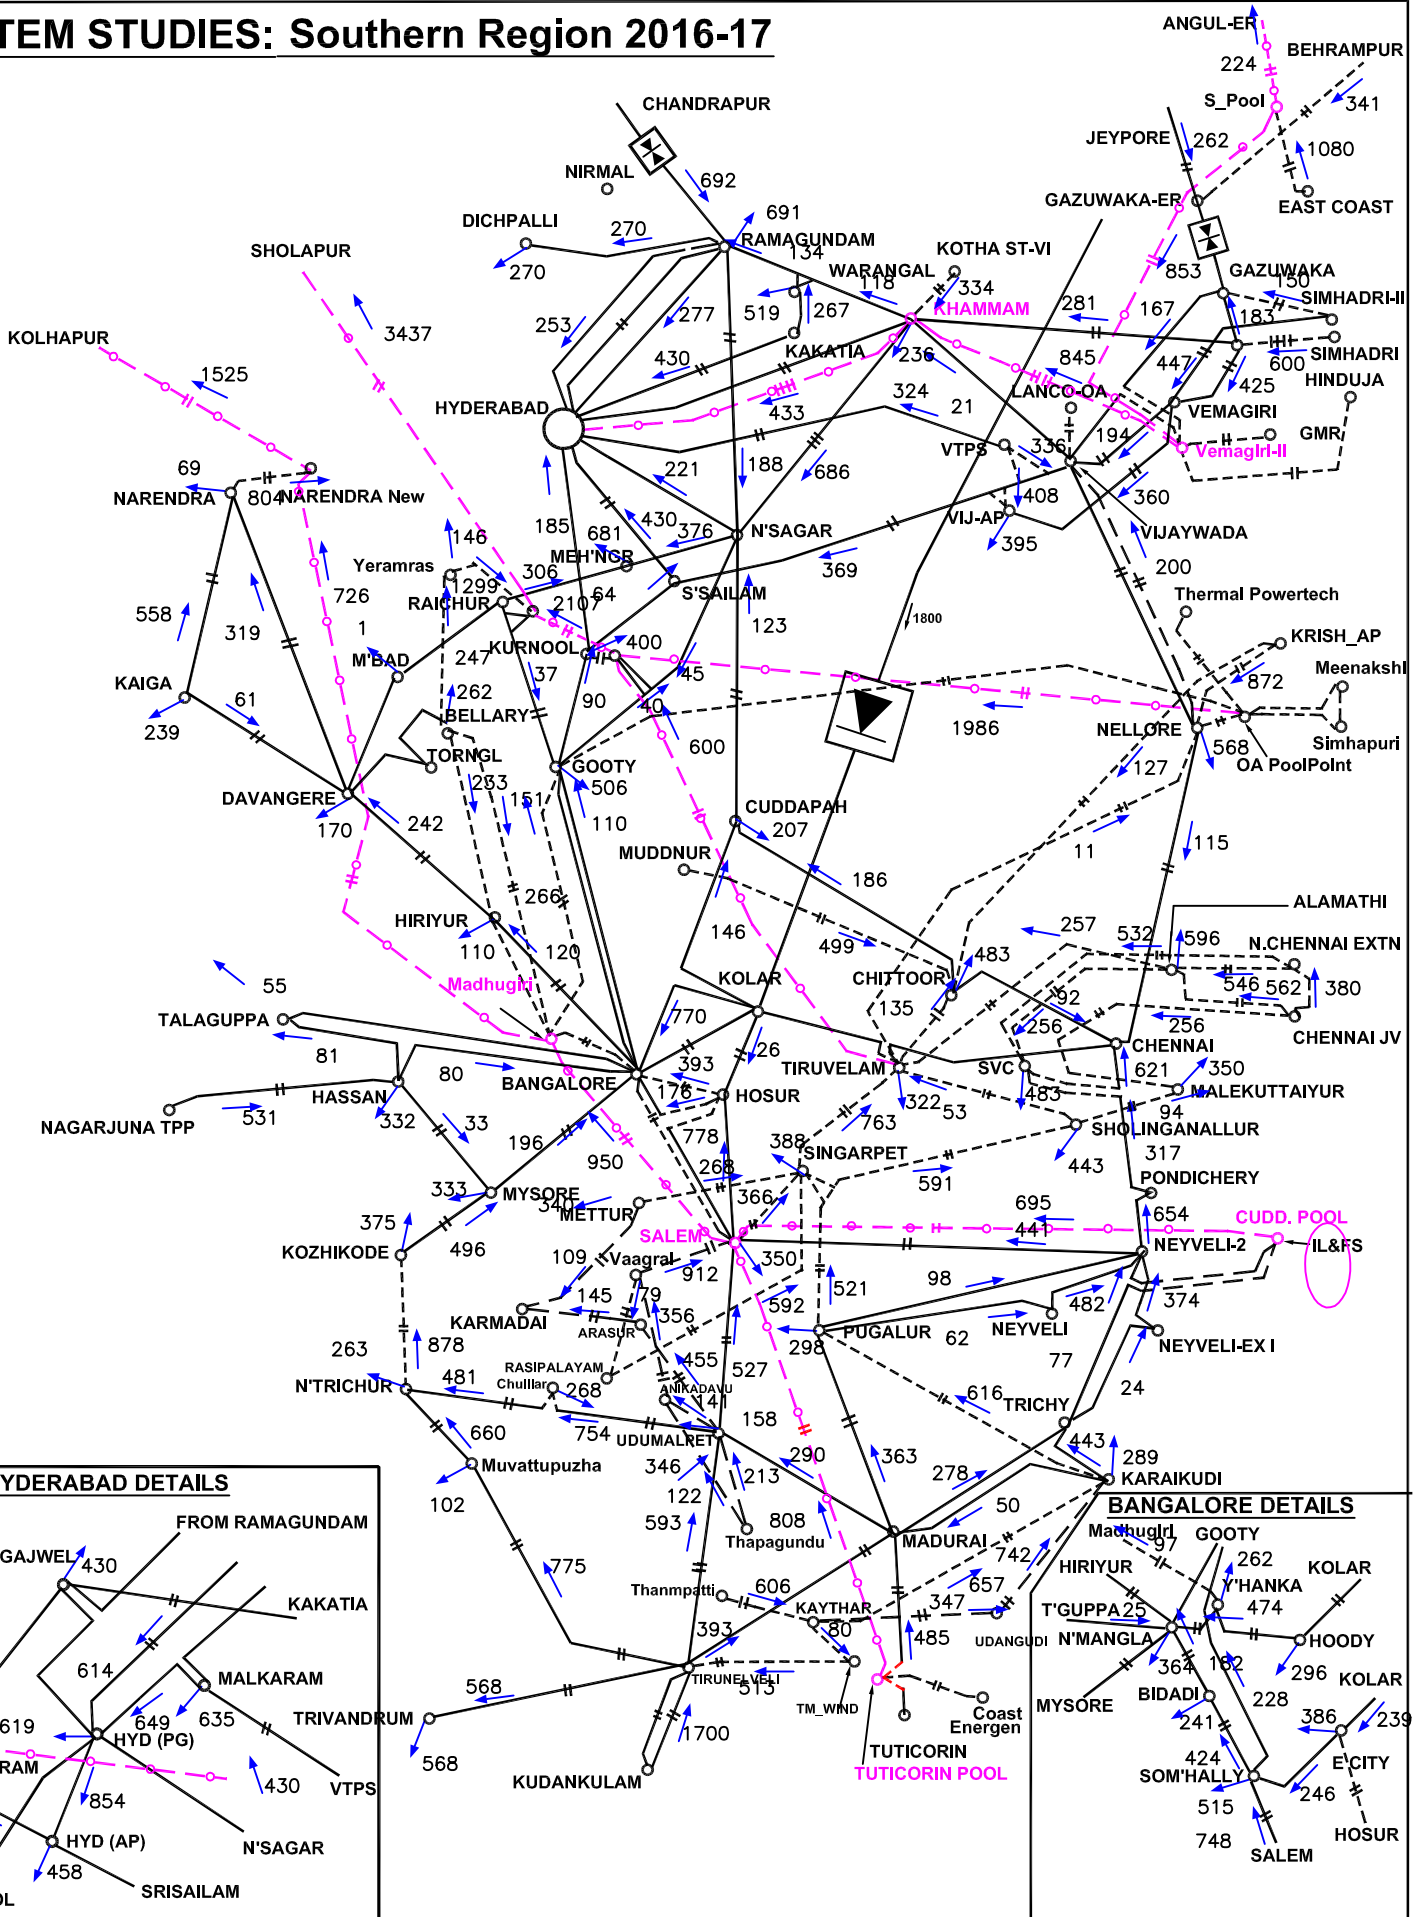 TEM STUDIES: Southern Region 2016-17
ANGUL-ER
BEHRAMPUR
224
S_Pool
341
CHANDRAPUR
JEYPORE
262
1080
NIRMAL
692
GAZUWAKA-ER
EAST COAST
DICHPALLI
270
691
RAMAGUNDAM
KOTHA ST-VI
SHOLAPUR
134
WARANGAL
853
GAZUWAKA
270
118
334
150
281
SIMHADRI-II
KHAMMAM
167
183
3437
253
277
519
267
KOLHAPUR
430
KAKATIA
236
845
447
600
SIMHADRI
1525
324
21
LANCO-OA
425
HINDUJA
HYDERABAD
433
VEMAGIRI
VTPS
336
194
GMR
VemagIrI-II
69
221
188
686
NARENDRA
804
NARENDRA New
408
360
185
681
430
376
N'SAGAR
VIJ-AP
VIJAYWADA
146
395
Yeramras
MEH'NGR
369
200
1299
306
S'SAILAM
Thermal Powertech
726
RAICHUR
2107
64
558
319
1
123
1800
KRISH_AP
M'BAD
KURNOOL
400
247
37
45
Meenakshl
KAIGA
872
61
262
90
40
239
BELLARY
1986
NELLORE
568
Simhapuri
TORNGL
GOOTY
600
127
OA PoolPoInt
233
506
DAVANGERE
151
CUDDAPAH
170
242
110
207
11
115
MUDDNUR
186
266
ALAMATHI
HIRIYUR
257
532
596
N.CHENNAI EXTN
110
120
146
499
483
55
Madhugiri
KOLAR
CHITTOOR
546
562
380
TALAGUPPA
770
135
92
256
256
CHENNAI JV
81
26
CHENNAI
80
BANGALORE
393
TIRUVELAM
SVC
621
350
HASSAN
176
HOSUR
322
53
483
94
MALEKUTTAIYUR
NAGARJUNA TPP
531
332
33
196
778
763
SHOLINGANALLUR
950
388
SINGARPET
443
317
268
591
333
MYSORE
340
366
PONDICHERY
METTUR
375
695
654
CUDD. POOL
KOZHIKODE
496
SALEM
441
NEYVELI-2
IL&FS
109
Vaagral
350
912
98
145
79
592
521
482
374
KARMADAI
ARASUR
356
NEYVELI
298
PUGALUR
62
NEYVELI-EX I
263
878
455
527
77
RASIPALAYAM
N'TRICHUR
481
Chulllar
268
ANIKADAVU
616
24
141
TRICHY
660
754
158
UDUMALPET
443
289
Muvattupuzha
346
213
290
363
278
KARAIKUDI
102
122
50
593
808
MADURAI
Thapagundu
742
775
Thanmpatti
606
KAYTHAR
347
657
393
80
485
UDANGUDI
TIRUNELVELI
513
568
TM_WIND
Coast
Energen
TRIVANDRUM
1700
TUTICORIN
568
KUDANKULAM
TUTICORIN POOL
YDERABAD DETAILS
FROM RAMAGUNDAM
GAJWEL
430
KAKATIA
614
MALKARAM
619
649
635
HYD (PG)
RAM
430
VTPS
854
HYD (AP)
N'SAGAR
458
SRISAILAM
OL
BANGALORE DETAILS
MadhugIrI
97
GOOTY
HIRIYUR
262
KOLAR
Y'HANKA
T'GUPPA
25
474
N'MANGLA
HOODY
364
182
296
KOLAR
MYSORE
BIDADI
228
386
239
241
424
E'CITY
SOM'HALLY
246
515
748
HOSUR
SALEM